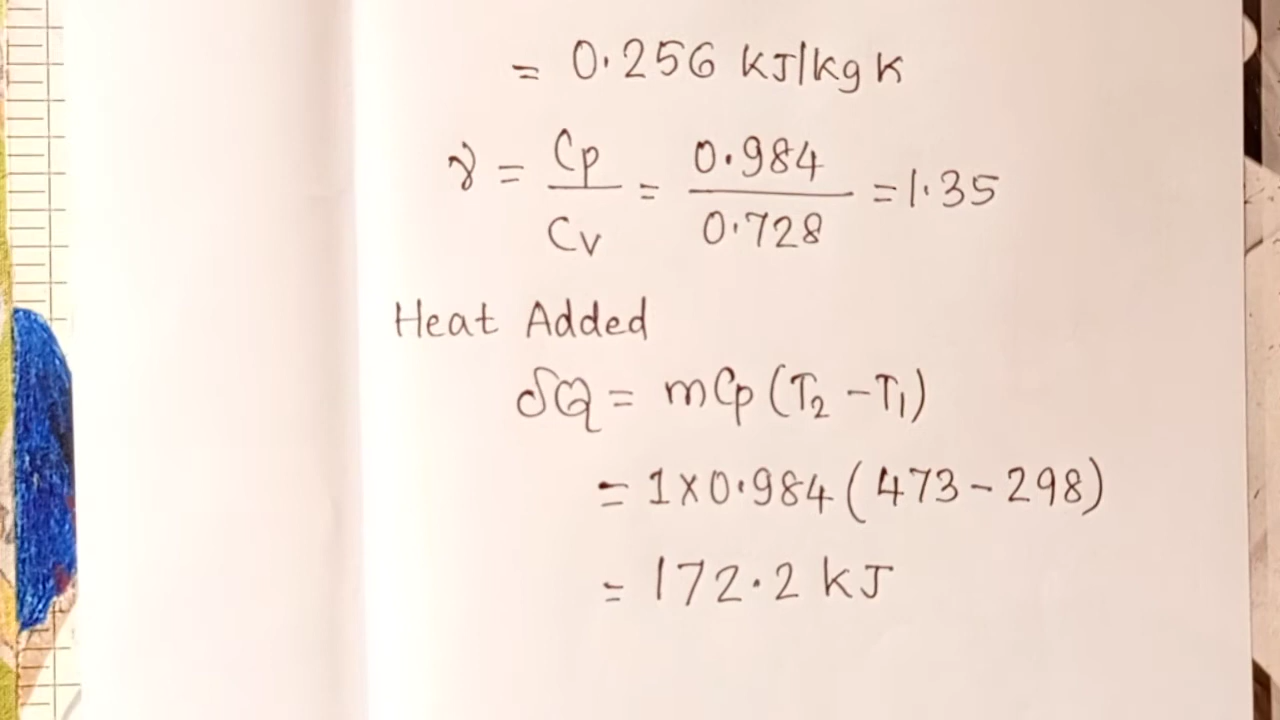 = 0.256 kJ/kg K
γ = Cp/Cv = 0.984/0.728 = 1.35
Heat Added
δQ = mCp (T₂ - T₁)
= 1 × 0.984 (473 - 298)
= 172.2 kJ